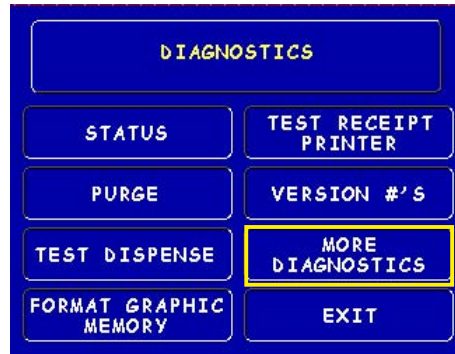 DIAGNOSTICS
STATUS
TEST RECEIPT
PRINTER
PURGE
VERSION #'S
TEST DISPENSE
MORE
DIAGNOSTICS
FORMAT GRAPHIC
MEMORY
EXIT